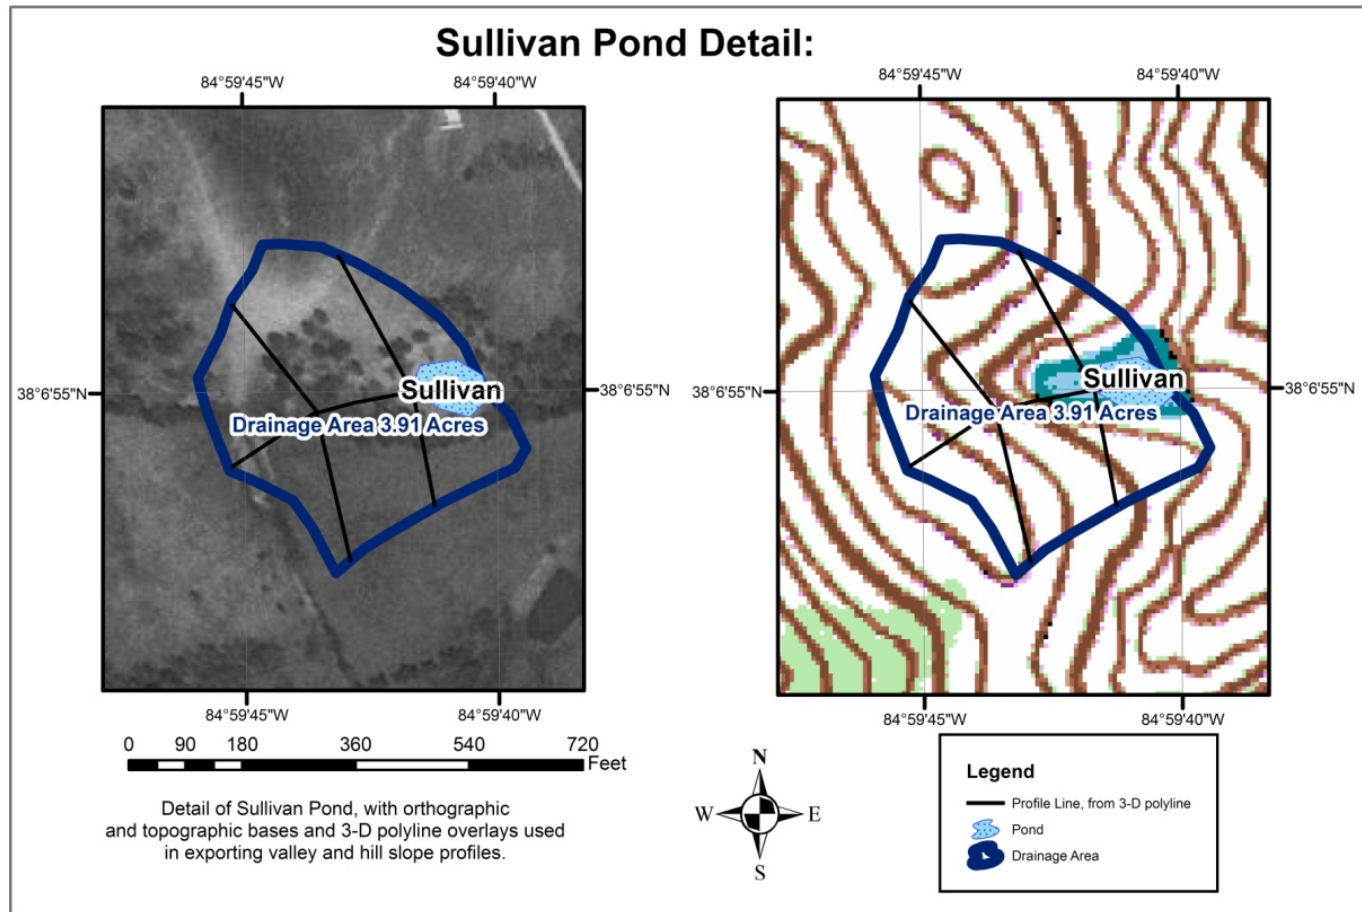 Sullivan Pond Detail:
84°59'45"W
84°59'40"W
84°59'45"W
84°59'40"W
38°6'55"N
Sullivan
Drainage Area 3.91 Acres
38°6'55"N
38°6'55"N
Sullivan
Drainage Area 3.91 Acres
38°6'55"N
84°59'45"W
84°59'40"W
84°59'45"W
84°59'40"W
0 90 180 360 540 720
Feet
Detail of Sullivan Pond, with orthographic
and topographic bases and 3-D polyline overlays used
in exporting valley and hill slope profiles.
N
W E
S
Legend
Profile Line, from 3-D polyline
Pond
Drainage Area